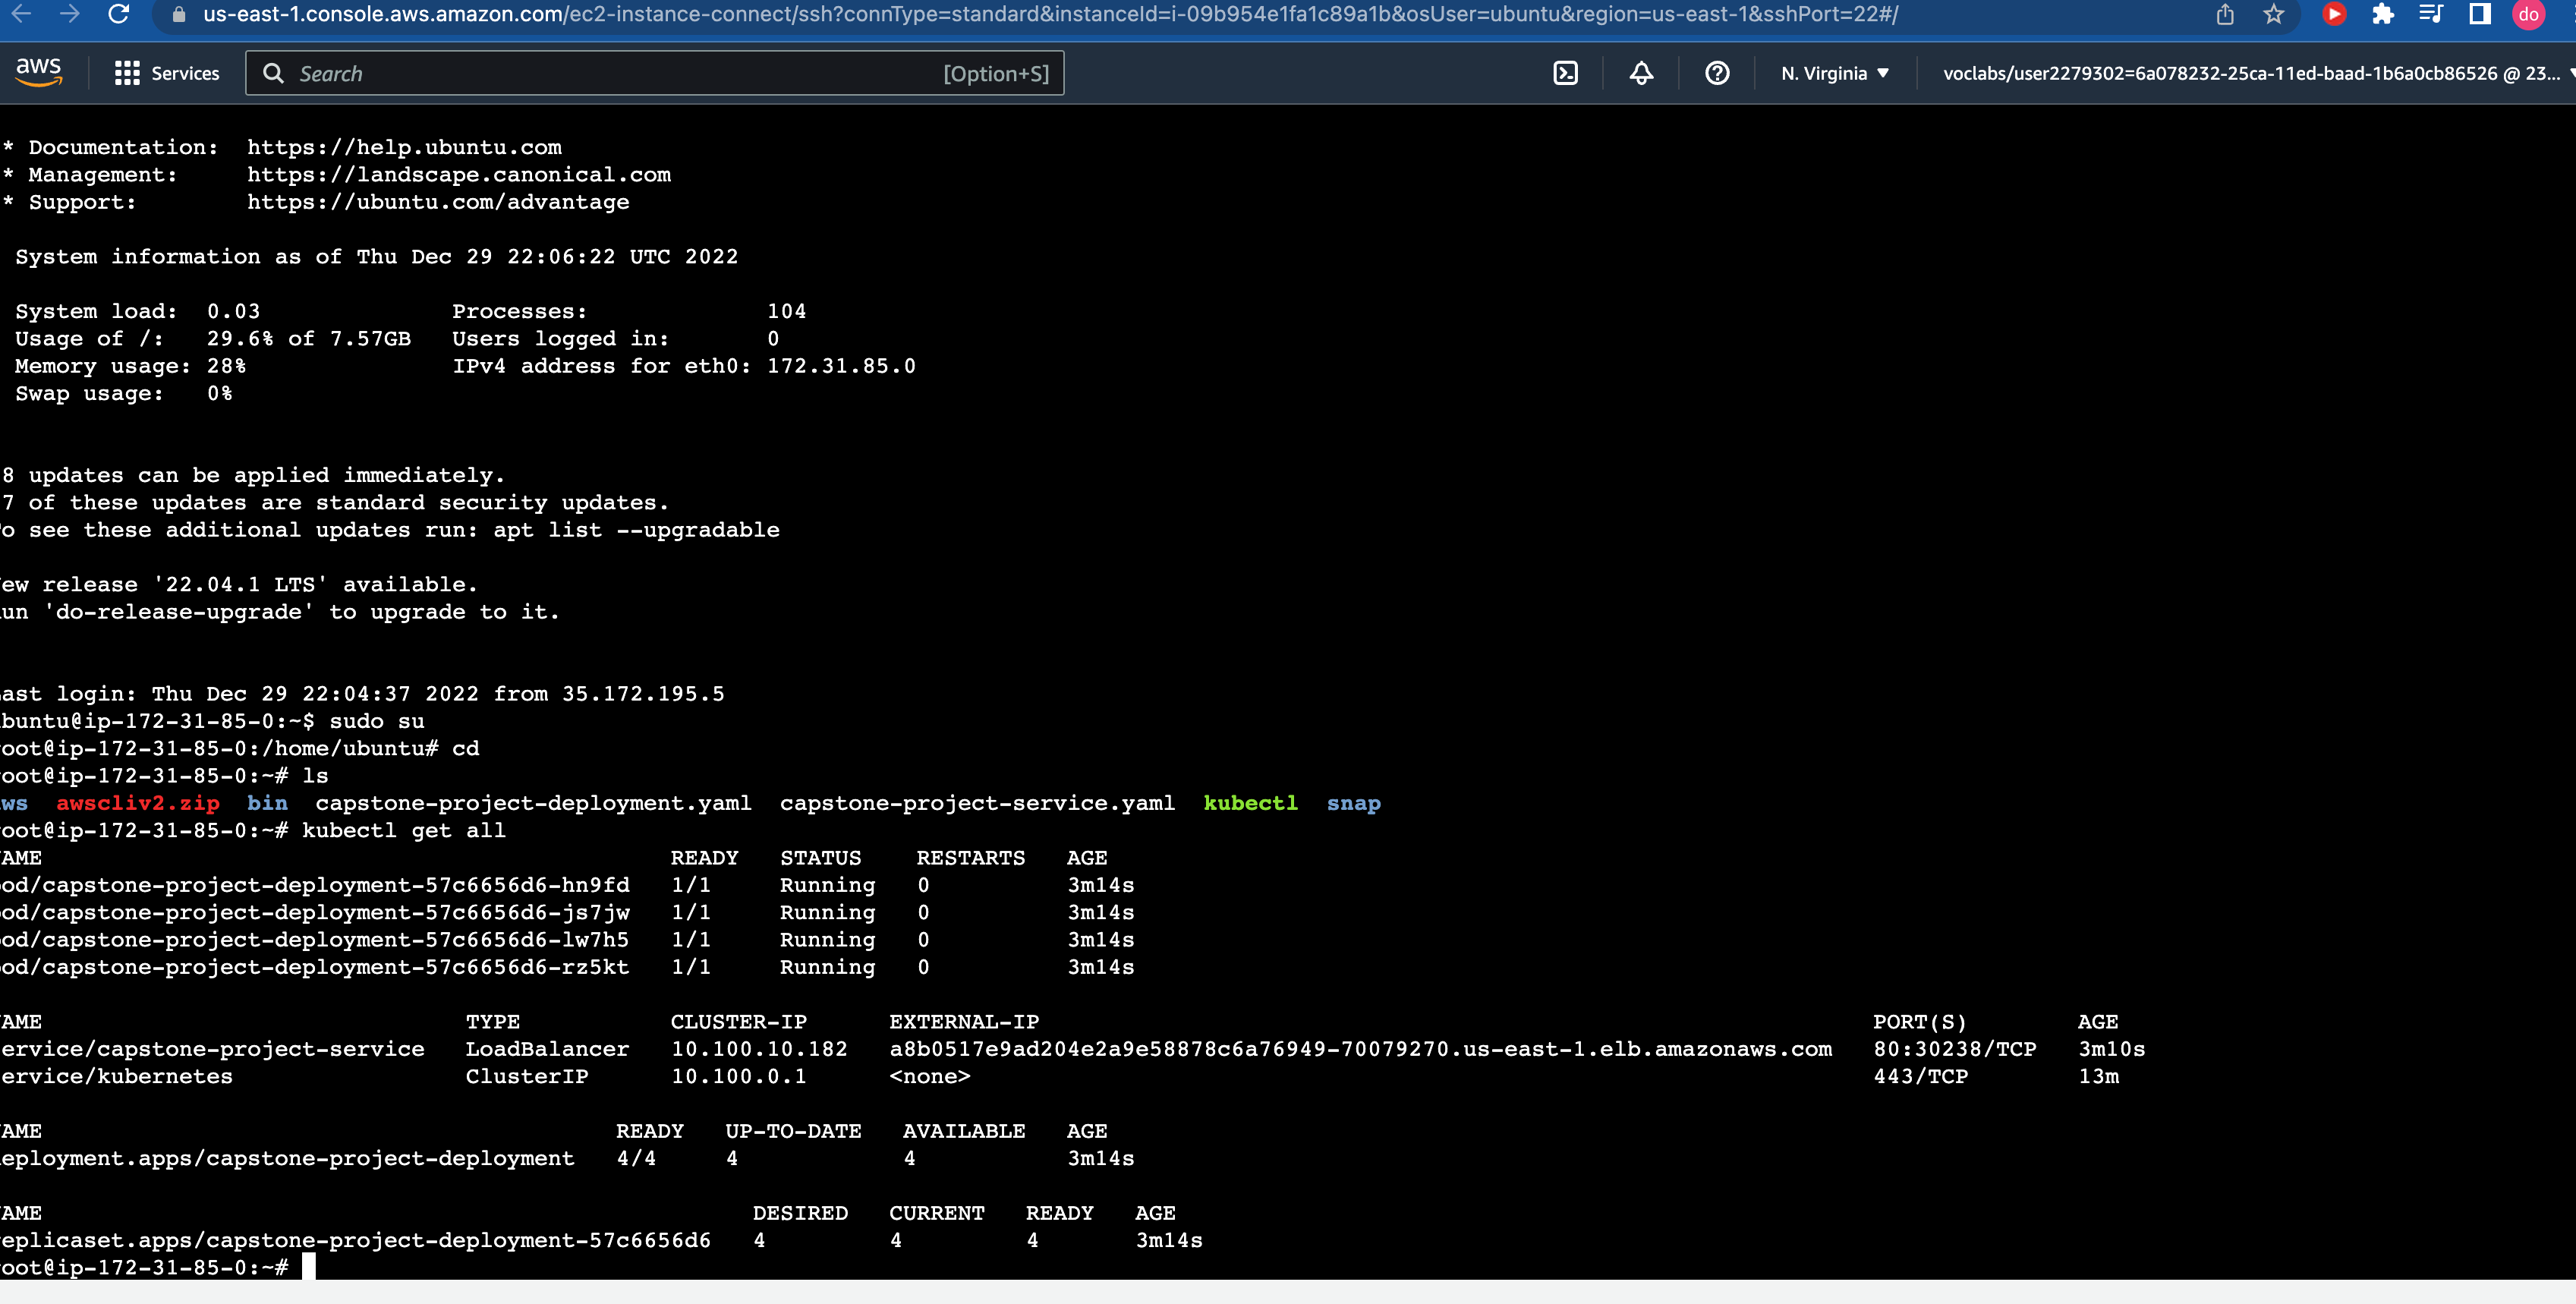 us-east-1.console.aws.amazon.com/ec2-instance-connect/ssh?connType=standard&instanceId=i-09b954e1fa1c89a1b&osUser=ubuntu&region=us-east-1&sshPort=22#/
do
aws Services Search [Option+S] N. Virginia voclabs/user2279302=6a078232-25ca-11ed-baad-1b6a0cb86526 @ 23...
* Documentation: https://help.ubuntu.com
* Management: https://landscape.canonical.com
* Support: https://ubuntu.com/advantage
System information as of Thu Dec 29 22:06:22 UTC 2022
System load: 0.03 Processes: 104
Usage of /: 29.6% of 7.57GB Users logged in: 0
Memory usage: 28% IPv4 address for eth0: 172.31.85.0
Swap usage: 0%
8 updates can be applied immediately.
7 of these updates are standard security updates.
o see these additional updates run: apt list --upgradable
ew release '22.04.1 LTS' available.
un 'do-release-upgrade' to upgrade to it.
ast login: Thu Dec 29 22:04:37 2022 from 35.172.195.5
buntu@ip-172-31-85-0:~$ sudo su
oot@ip-172-31-85-0:/home/ubuntu# cd
oot@ip-172-31-85-0:~# ls
ws awscliv2.zip bin capstone-project-deployment.yaml capstone-project-service.yaml kubectl snap
oot@ip-172-31-85-0:~# kubectl get all
AME READY STATUS RESTARTS AGE
od/capstone-project-deployment-57c6656d6-hn9fd 1/1 Running 0 3m14s
od/capstone-project-deployment-57c6656d6-js7jw 1/1 Running 0 3m14s
od/capstone-project-deployment-57c6656d6-lw7h5 1/1 Running 0 3m14s
od/capstone-project-deployment-57c6656d6-rz5kt 1/1 Running 0 3m14s
AME TYPE CLUSTER-IP EXTERNAL-IP PORT(S) AGE
ervice/capstone-project-service LoadBalancer 10.100.10.182 a8b0517e9ad204e2a9e58878c6a76949-70079270.us-east-1.elb.amazonaws.com 80:30238/TCP 3m10s
ervice/kubernetes ClusterIP 10.100.0.1 <none> 443/TCP 13m
AME READY UP-TO-DATE AVAILABLE AGE
eployment.apps/capstone-project-deployment 4/4 4 4 3m14s
AME DESIRED CURRENT READY AGE
eplicaset.apps/capstone-project-deployment-57c6656d6 4 4 4 3m14s
oot@ip-172-31-85-0:~#